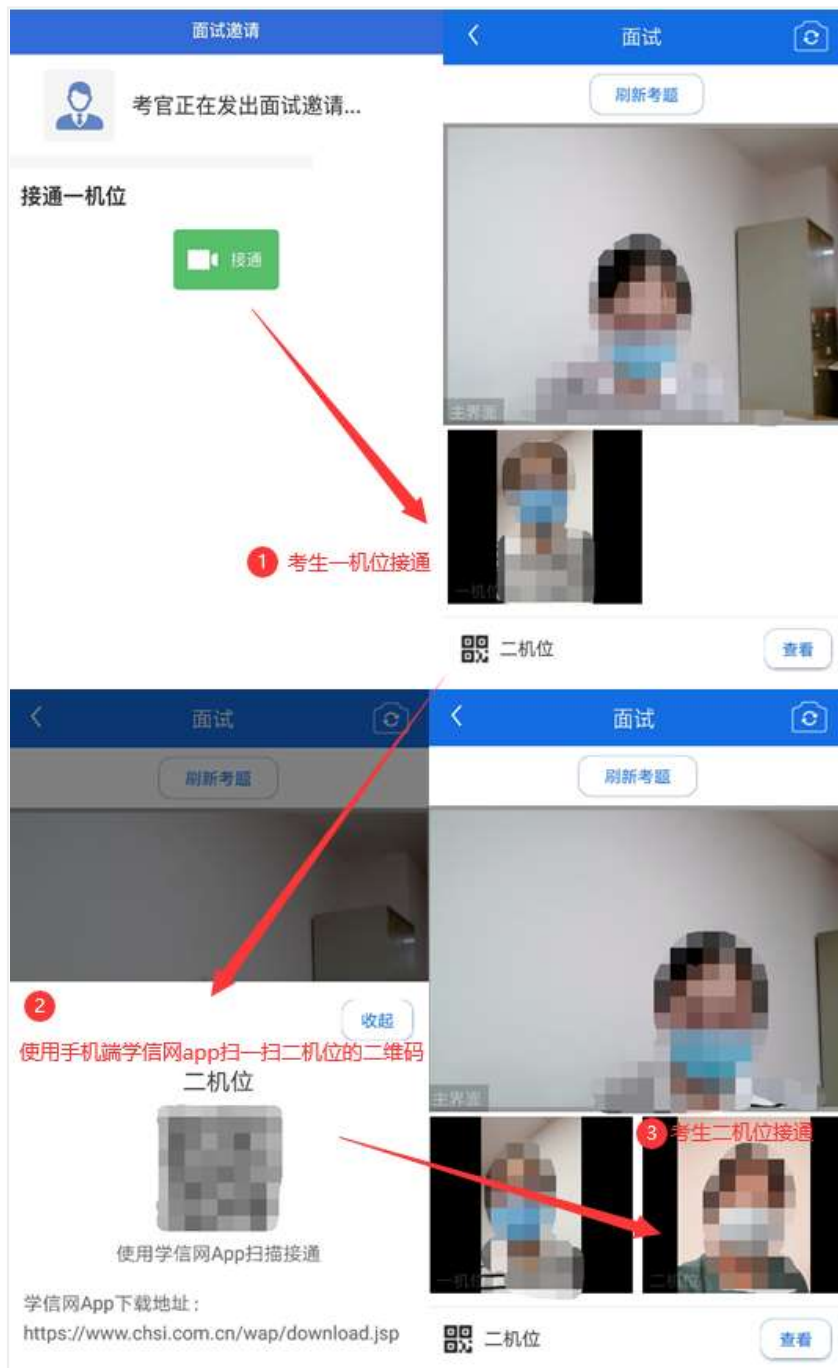 面试邀请
考官正在发出面试邀请...
接通一机位
接通
1 考生一机位接通
面试
刷新考题
主界面
一机位
二机位
查看
面试
刷新考题
2
收起
使用手机端学信网app扫一扫二机位的二维码
二机位
使用学信网App扫描接通
学信网App下载地址：
https://www.chsi.com.cn/wap/download.jsp
面试
刷新考题
主界面
3 考生二机位接通
一机位
二机位
二机位
查看